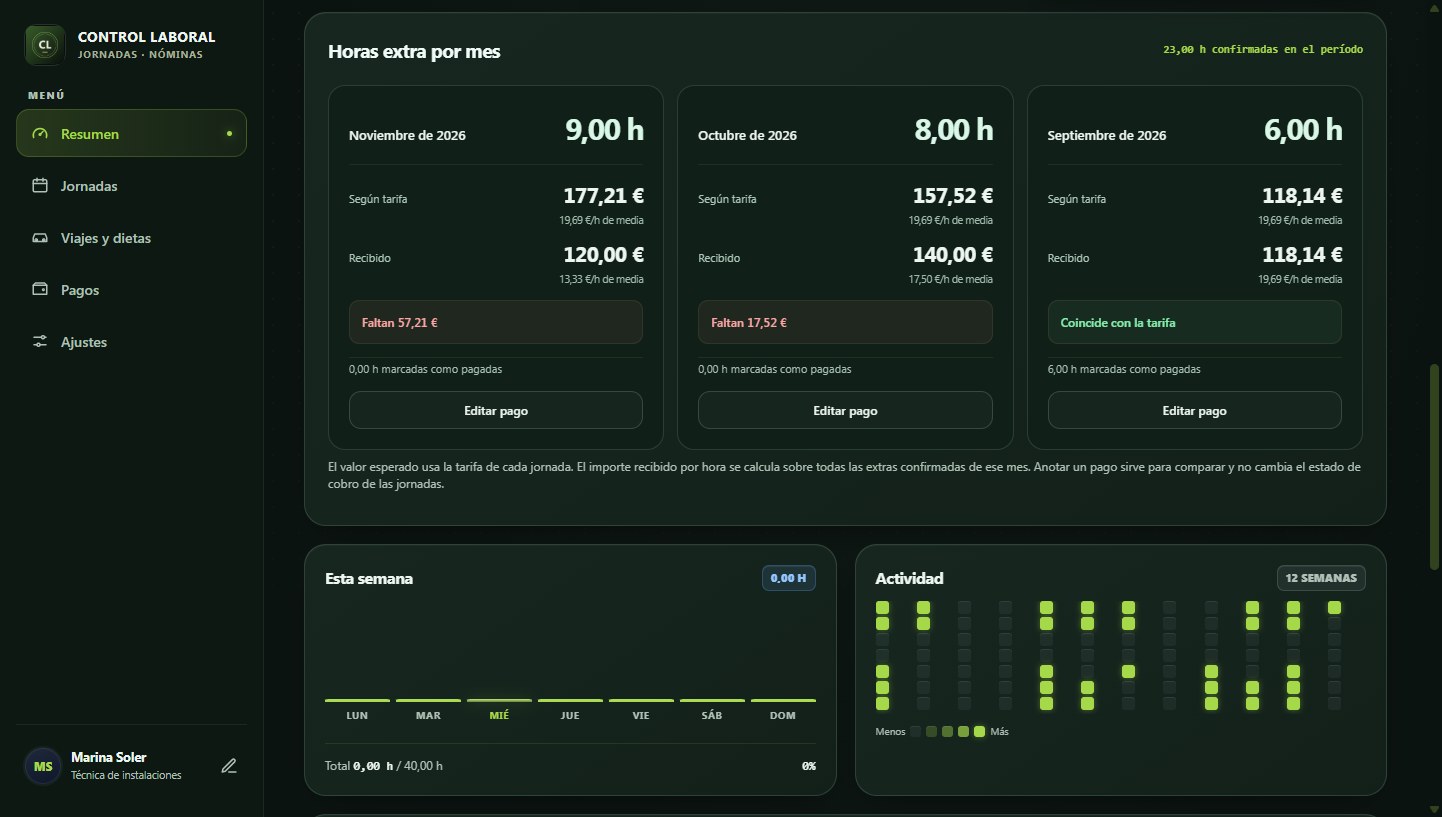 CL
CONTROL LABORAL
JORNADAS · NÓMINAS
MENÚ
Resumen
Jornadas
Viajes y dietas
Pagos
Ajustes
MS
Marina Soler
Técnica de instalaciones
Horas extra por mes
23,00 h confirmadas en el período
Noviembre de 2026
9,00 h
Según tarifa
177,21 €
19,69 €/h de media
Recibido
120,00 €
13,33 €/h de media
Faltan 57,21 €
0,00 h marcadas como pagadas
Editar pago
Octubre de 2026
8,00 h
Según tarifa
157,52 €
19,69 €/h de media
Recibido
140,00 €
17,50 €/h de media
Faltan 17,52 €
0,00 h marcadas como pagadas
Editar pago
Septiembre de 2026
6,00 h
Según tarifa
118,14 €
19,69 €/h de media
Recibido
118,14 €
19,69 €/h de media
Coincide con la tarifa
6,00 h marcadas como pagadas
Editar pago
El valor esperado usa la tarifa de cada jornada. El importe recibido por hora se calcula sobre todas las extras confirmadas de ese mes. Anotar un pago sirve para comparar y no cambia el estado de
cobro de las jornadas.
Esta semana
0,00 H
LUN MAR MIÉ JUE VIE SÁB DOM
Total 0,00 h / 40,00 h
0%
Actividad
12 SEMANAS
Menos
Más